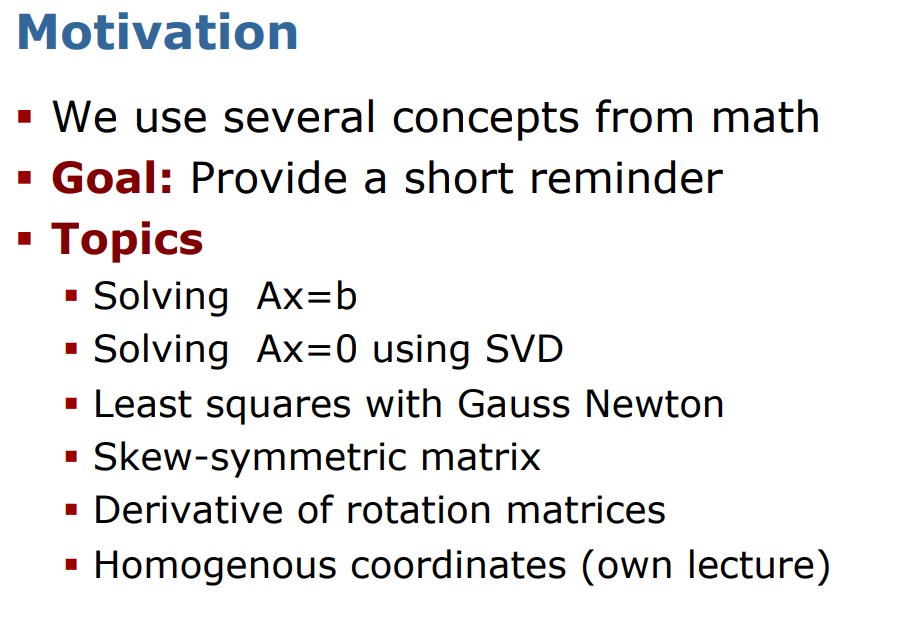 Motivation
We use several concepts from math
Goal: Provide a short reminder
Topics
Solving Ax=b
Solving Ax=0 using SVD
Least squares with Gauss Newton
Skew-symmetric matrix
Derivative of rotation matrices
Homogenous coordinates (own lecture)